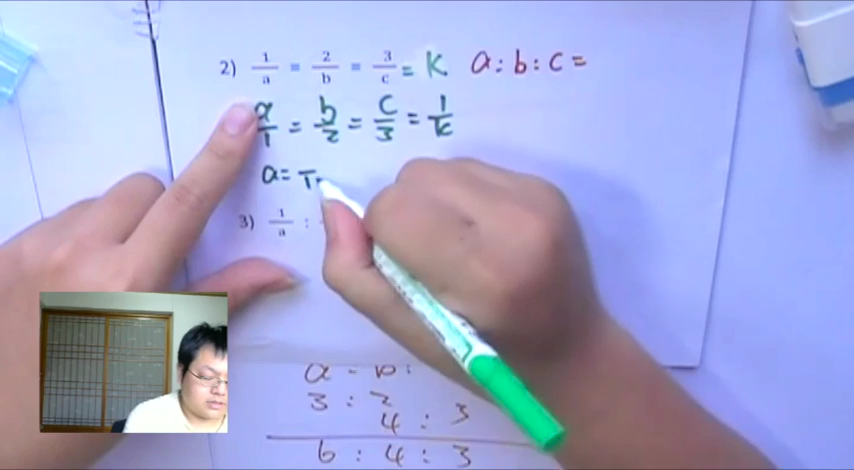 2) 1/a = 2/b = 3/c = K a : b : c =
a/1 = b/2 = c/3 = 1/K
a =
3) 1/a :
a : b :
3 : 2
4 : 3
6 : 4 : 3